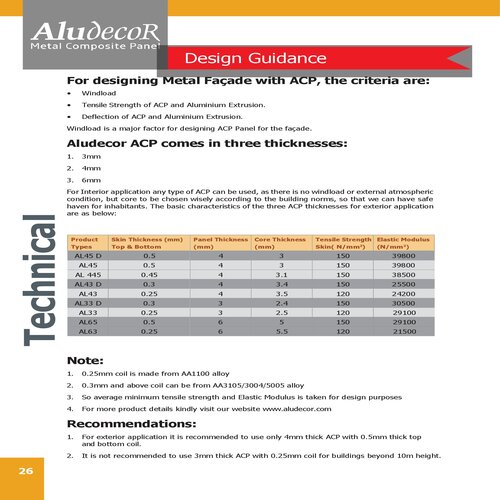 AludecoR
Metal Composite Panel
Design Guidance
For designing Metal Façade with ACP, the criteria are:
• Windload
• Tensile Strength of ACP and Aluminium Extrusion.
• Deflection of ACP and Aluminium Extrusion.
Windload is a major factor for designing ACP Panel for the façade.
Aludecor ACP comes in three thicknesses:
1. 3mm
2. 4mm
3. 6mm
For Interior application any type of ACP can be used, as there is no windload or external atmospheric
condition, but core to be chosen wisely according to the building norms, so that we can have safe
haven for inhabitants. The basic characteristics of the three ACP thicknesses for exterior application
are as below:
Product Skin Thickness (mm) Panel Thickness Core Thickness Tensile Strength Elastic Modulus
Types Top & Bottom (mm) (mm) Skin( N/mm²) (N/mm²)
AL45 D 0.5 4 3 150 39800
AL45 0.5 4 3 150 39800
AL 445 0.45 4 3.1 150 38500
AL43 D 0.3 4 3.4 150 25500
AL43 0.25 4 3.5 120 24200
AL33 D 0.3 3 2.4 150 30500
AL33 0.25 3 2.5 120 29100
AL65 0.5 6 5 150 29100
AL63 0.25 6 5.5 120 21500
Technical
Note:
1. 0.25mm coil is made from AA1100 alloy
2. 0.3mm and above coil can be from AA3105/3004/5005 alloy
3. So average minimum tensile strength and Elastic Modulus is taken for design purposes
4. For more product details kindly visit our website www.aludecor.com
Recommendations:
1. For exterior application it is recommended to use only 4mm thick ACP with 0.5mm thick top
and bottom coil.
2. It is not recommended to use 3mm thick ACP with 0.25mm coil for buildings beyond 10m height.
26